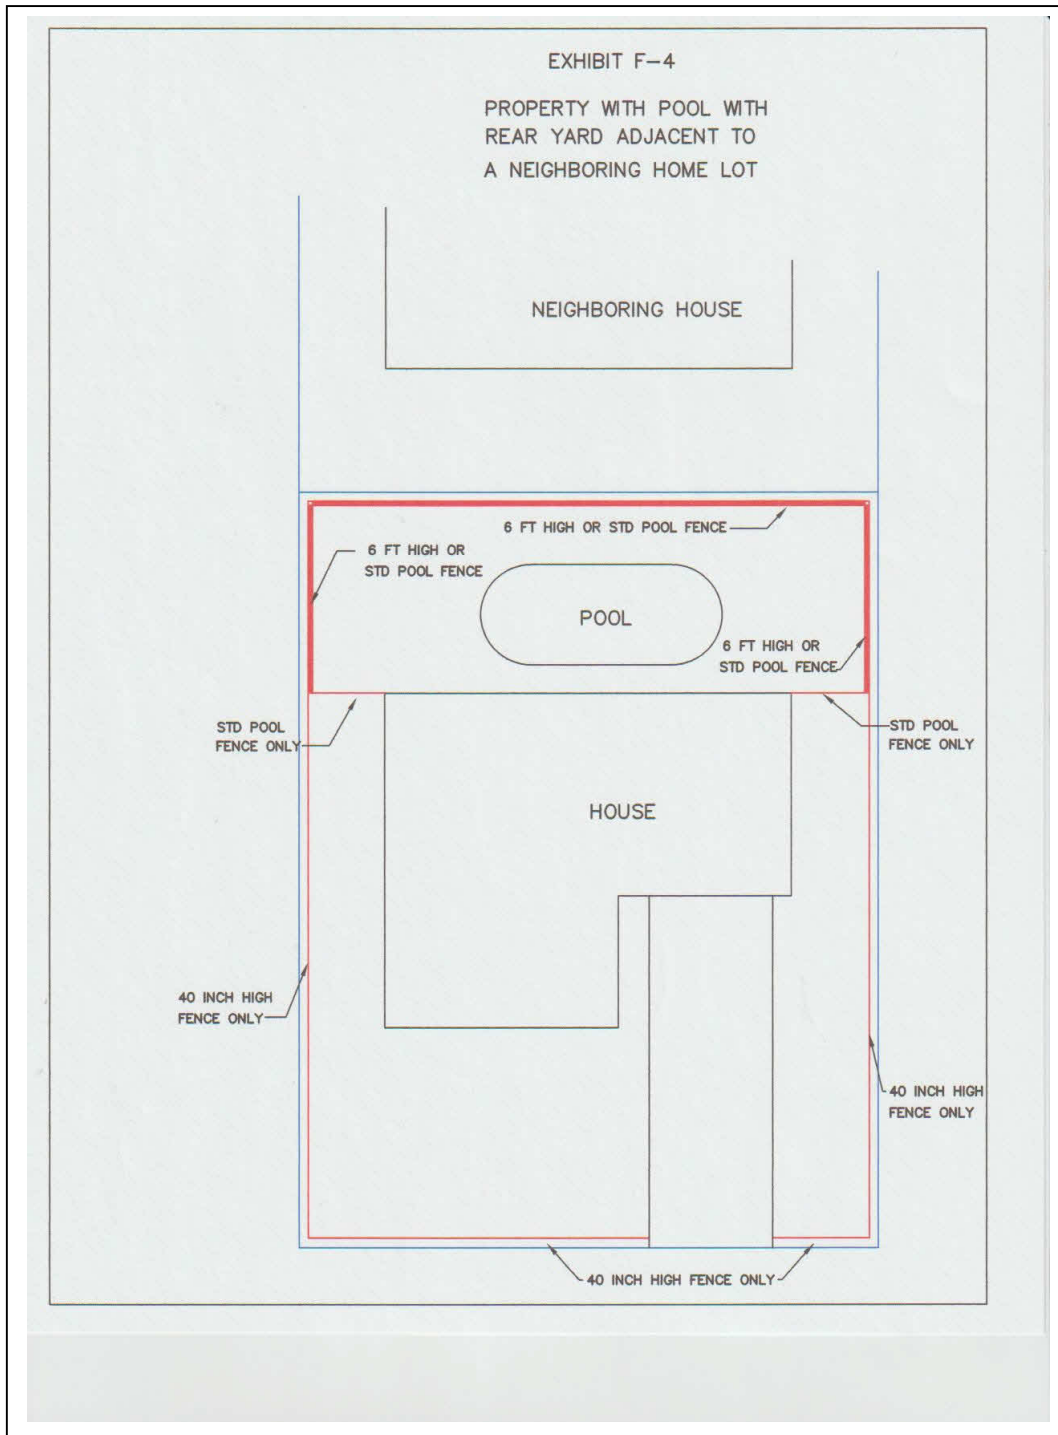 EXHIBIT F-4
PROPERTY WITH POOL WITH
REAR YARD ADJACENT TO
A NEIGHBORING HOME LOT
NEIGHBORING HOUSE
6 FT HIGH OR STD POOL FENCE
6 FT HIGH OR
STD POOL FENCE
POOL
6 FT HIGH OR
STD POOL FENCE
STD POOL
FENCE ONLY
STD POOL
FENCE ONLY
HOUSE
40 INCH HIGH
FENCE ONLY
40 INCH HIGH
FENCE ONLY
40 INCH HIGH FENCE ONLY